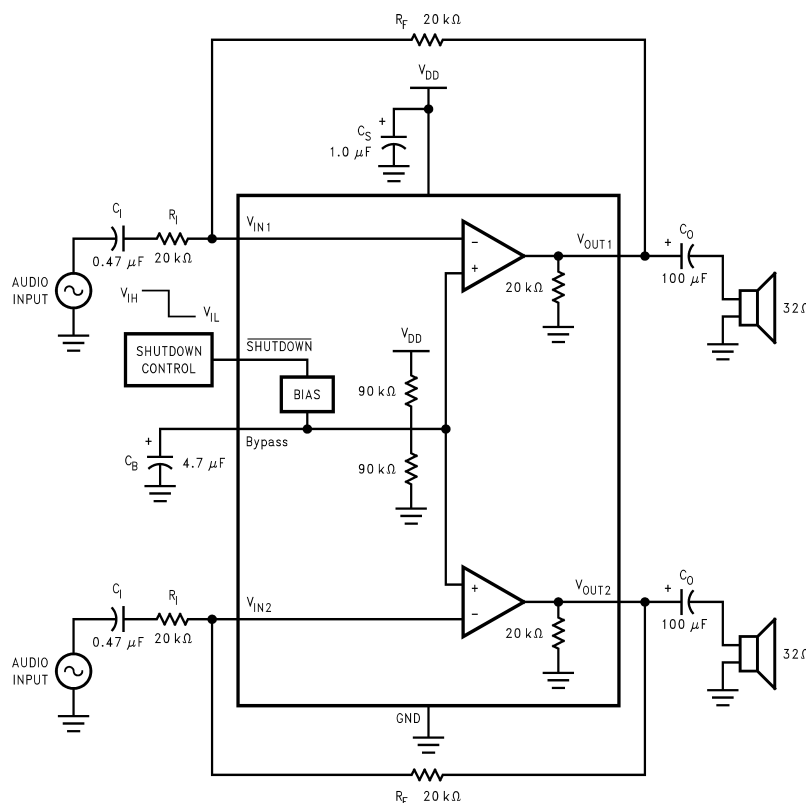 R_F 20 kΩ
V_DD
+
C_S
1.0 μF
C_I
R_I
0.47 μF
20 kΩ
V_IN1
−
+
V_OUT1
+
C_O
100 μF
20 kΩ
32Ω
AUDIO
INPUT
V_IH
V_IL
SHUTDOWN
CONTROL
SHUTDOWN
BIAS
V_DD
90 kΩ
Bypass
+
C_B
4.7 μF
90 kΩ
C_I
R_I
0.47 μF
20 kΩ
V_IN2
+
−
V_OUT2
+
C_O
100 μF
20 kΩ
32Ω
AUDIO
INPUT
GND
R_F 20 kΩ